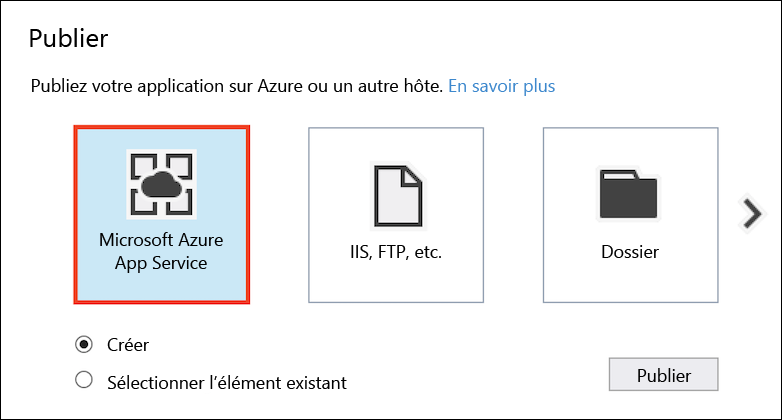 Publier
Publiez votre application sur Azure ou un autre hôte. En savoir plus
Microsoft Azure
App Service
IIS, FTP, etc.
Dossier
Créer
Sélectionner l’élément existant
Publier